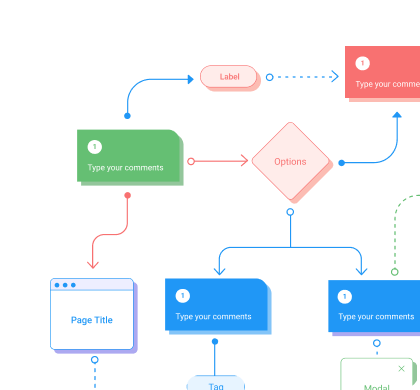 Label
1
Type your comme
1
Type your comments
Options
Page Title
1
Type your comments
1
Type your comments
Tag
Modal